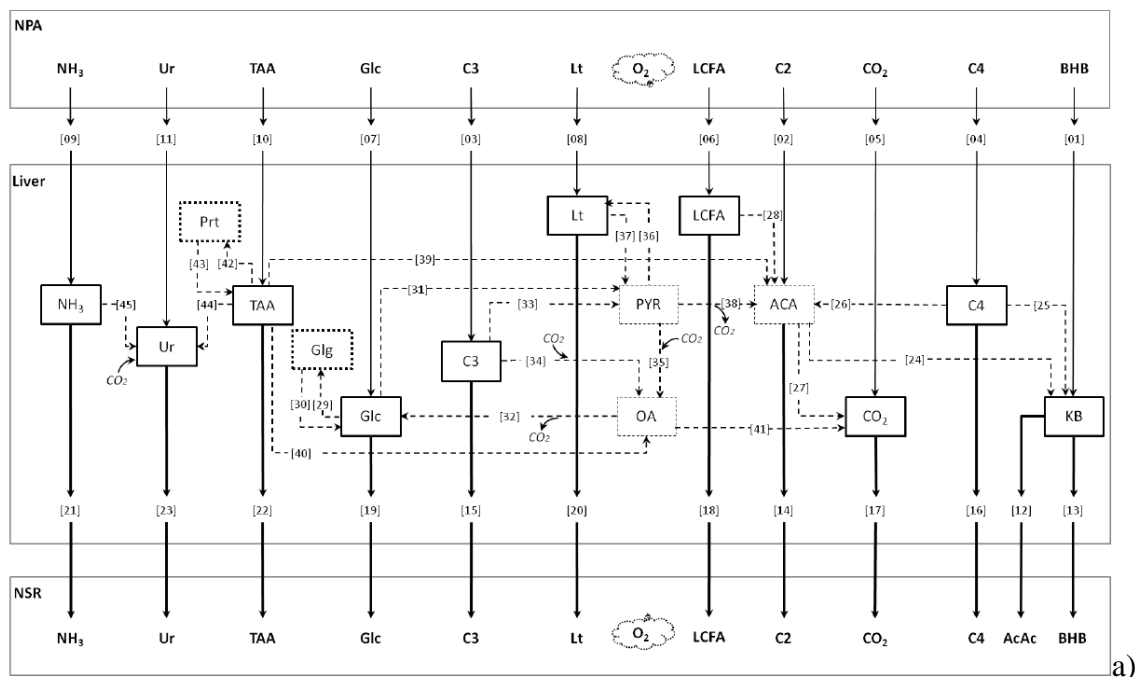 NPA
NH₃ Ur TAA Glc C3 Lt O₂ LCFA C2 CO₂ C4 BHB
[09] [11] [10] [07] [03] [08] [06] [02] [05] [04] [01]
Liver
Prt
Lt
LCFA
[28]
[37] [36]
[43] [42]
[39]
NH₃
[45]
[44]
TAA
[31]
[33]
PYR
[38]
ACA
[26]
C4
[25]
CO₂
Ur
CO₂
Glg
C3
[34]
CO₂
CO₂
[35]
[24]
[27]
[30] [29]
Glc
[32]
CO₂
OA
[41]
CO₂
KB
[40]
[21] [23] [22] [19] [15] [20] [18] [14] [17] [16] [12] [13]
NSR
NH₃ Ur TAA Glc C3 Lt O₂ LCFA C2 CO₂ C4 AcAc BHB
a)